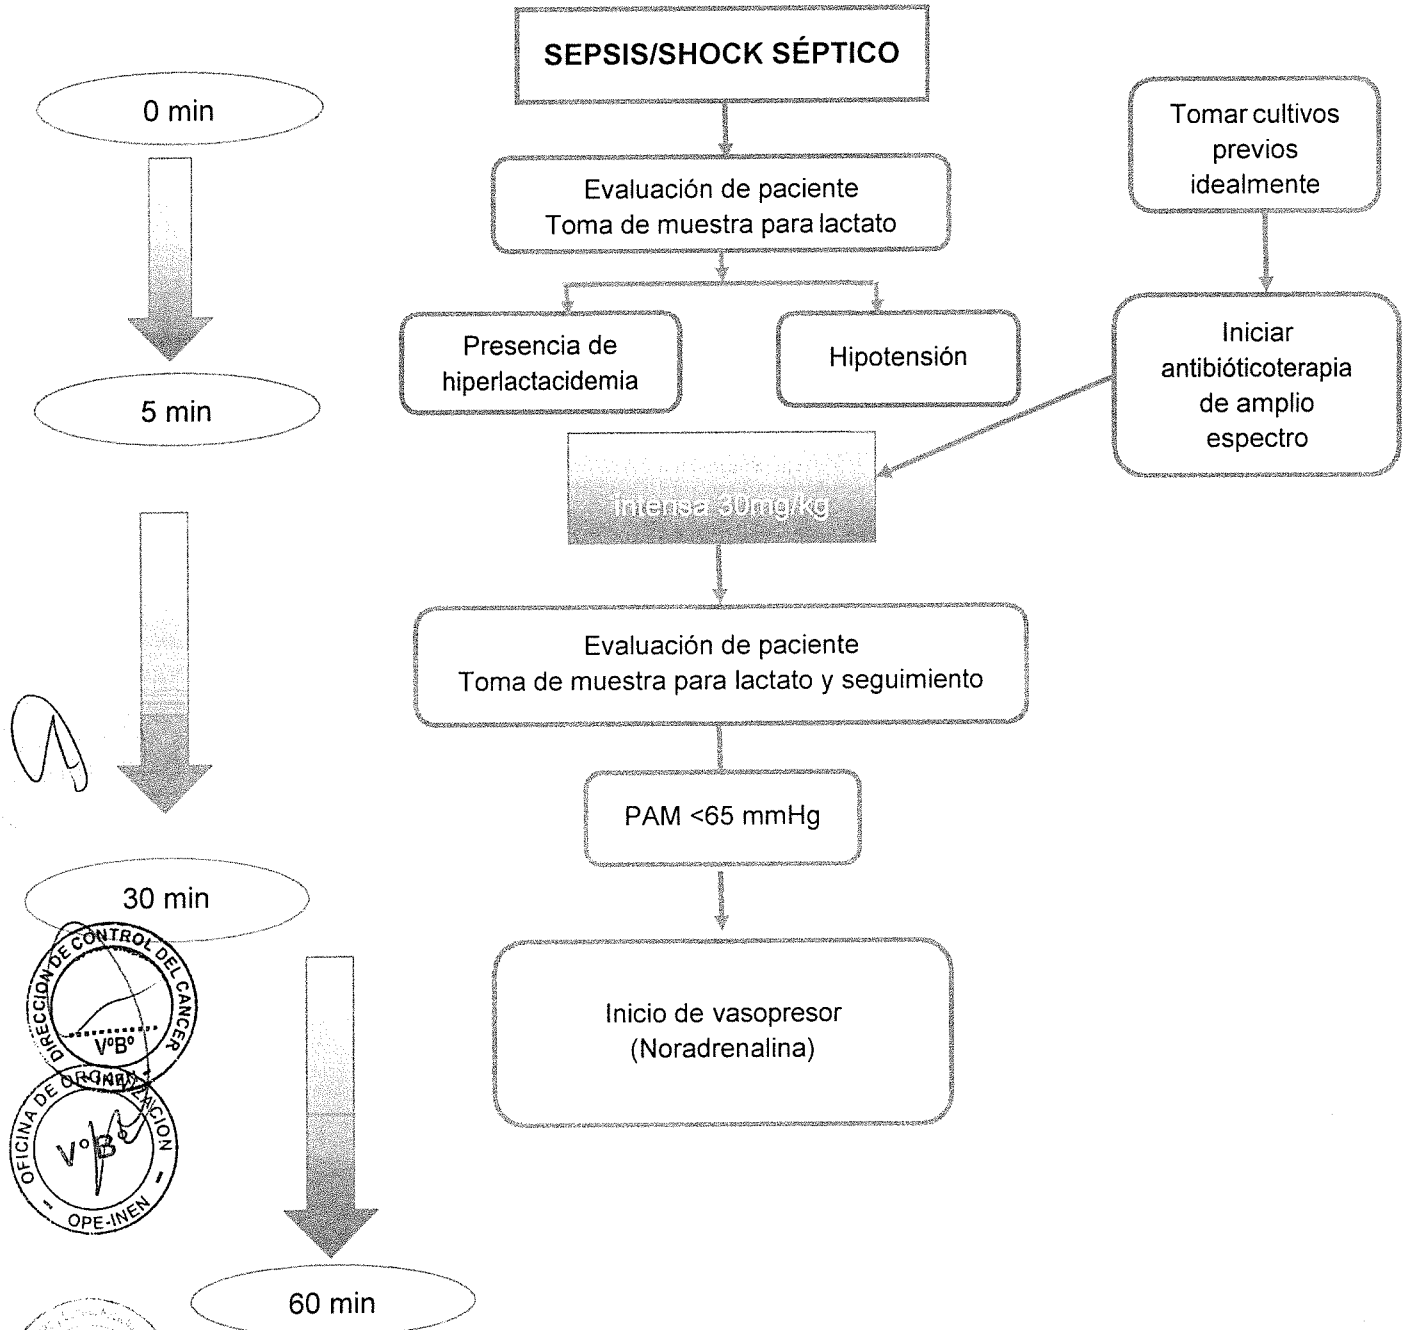 SEPSIS/SHOCK SÉPTICO
0 min
Tomar cultivos
previos
idealmente
Evaluación de paciente
Toma de muestra para lactato
Presencia de
hiperlactacidemia
Hipotensión
Iniciar
antibióticoterapia
de amplio
espectro
5 min
intensa 30mg/kg
Evaluación de paciente
Toma de muestra para lactato y seguimiento
PAM <65 mmHg
30 min
DIRECCION DE CONTROL DEL CANCER
VºBº
INEN
Inicio de vasopresor
(Noradrenalina)
OFICINA DE ORGANIZACION
VºBº
OPE-INEN
60 min